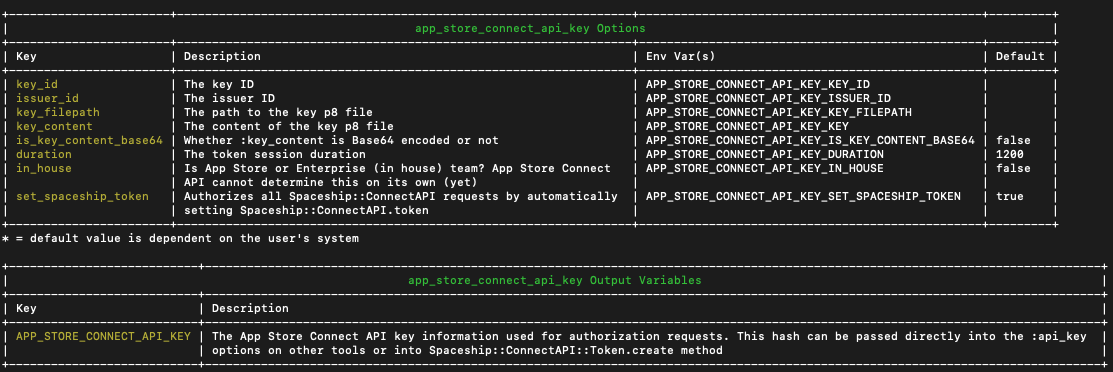 app_store_connect_api_key Options
Key | Description | Env Var(s) | Default
key_id | The key ID | APP_STORE_CONNECT_API_KEY_KEY_ID |
issuer_id | The issuer ID | APP_STORE_CONNECT_API_KEY_ISSUER_ID |
key_filepath | The path to the key p8 file | APP_STORE_CONNECT_API_KEY_KEY_FILEPATH |
key_content | The content of the key p8 file | APP_STORE_CONNECT_API_KEY_KEY |
is_key_content_base64 | Whether :key_content is Base64 encoded or not | APP_STORE_CONNECT_API_KEY_IS_KEY_CONTENT_BASE64 | false
duration | The token session duration | APP_STORE_CONNECT_API_KEY_DURATION | 1200
in_house | Is App Store or Enterprise (in house) team? App Store Connect | APP_STORE_CONNECT_API_KEY_IN_HOUSE | false
API cannot determine this on its own (yet)
set_spaceship_token | Authorizes all Spaceship::ConnectAPI requests by automatically | APP_STORE_CONNECT_API_KEY_SET_SPACESHIP_TOKEN | true
setting Spaceship::ConnectAPI.token
* = default value is dependent on the user's system
app_store_connect_api_key Output Variables
Key | Description
APP_STORE_CONNECT_API_KEY | The App Store Connect API key information used for authorization requests. This hash can be passed directly into the :api_key
options on other tools or into Spaceship::ConnectAPI::Token.create method